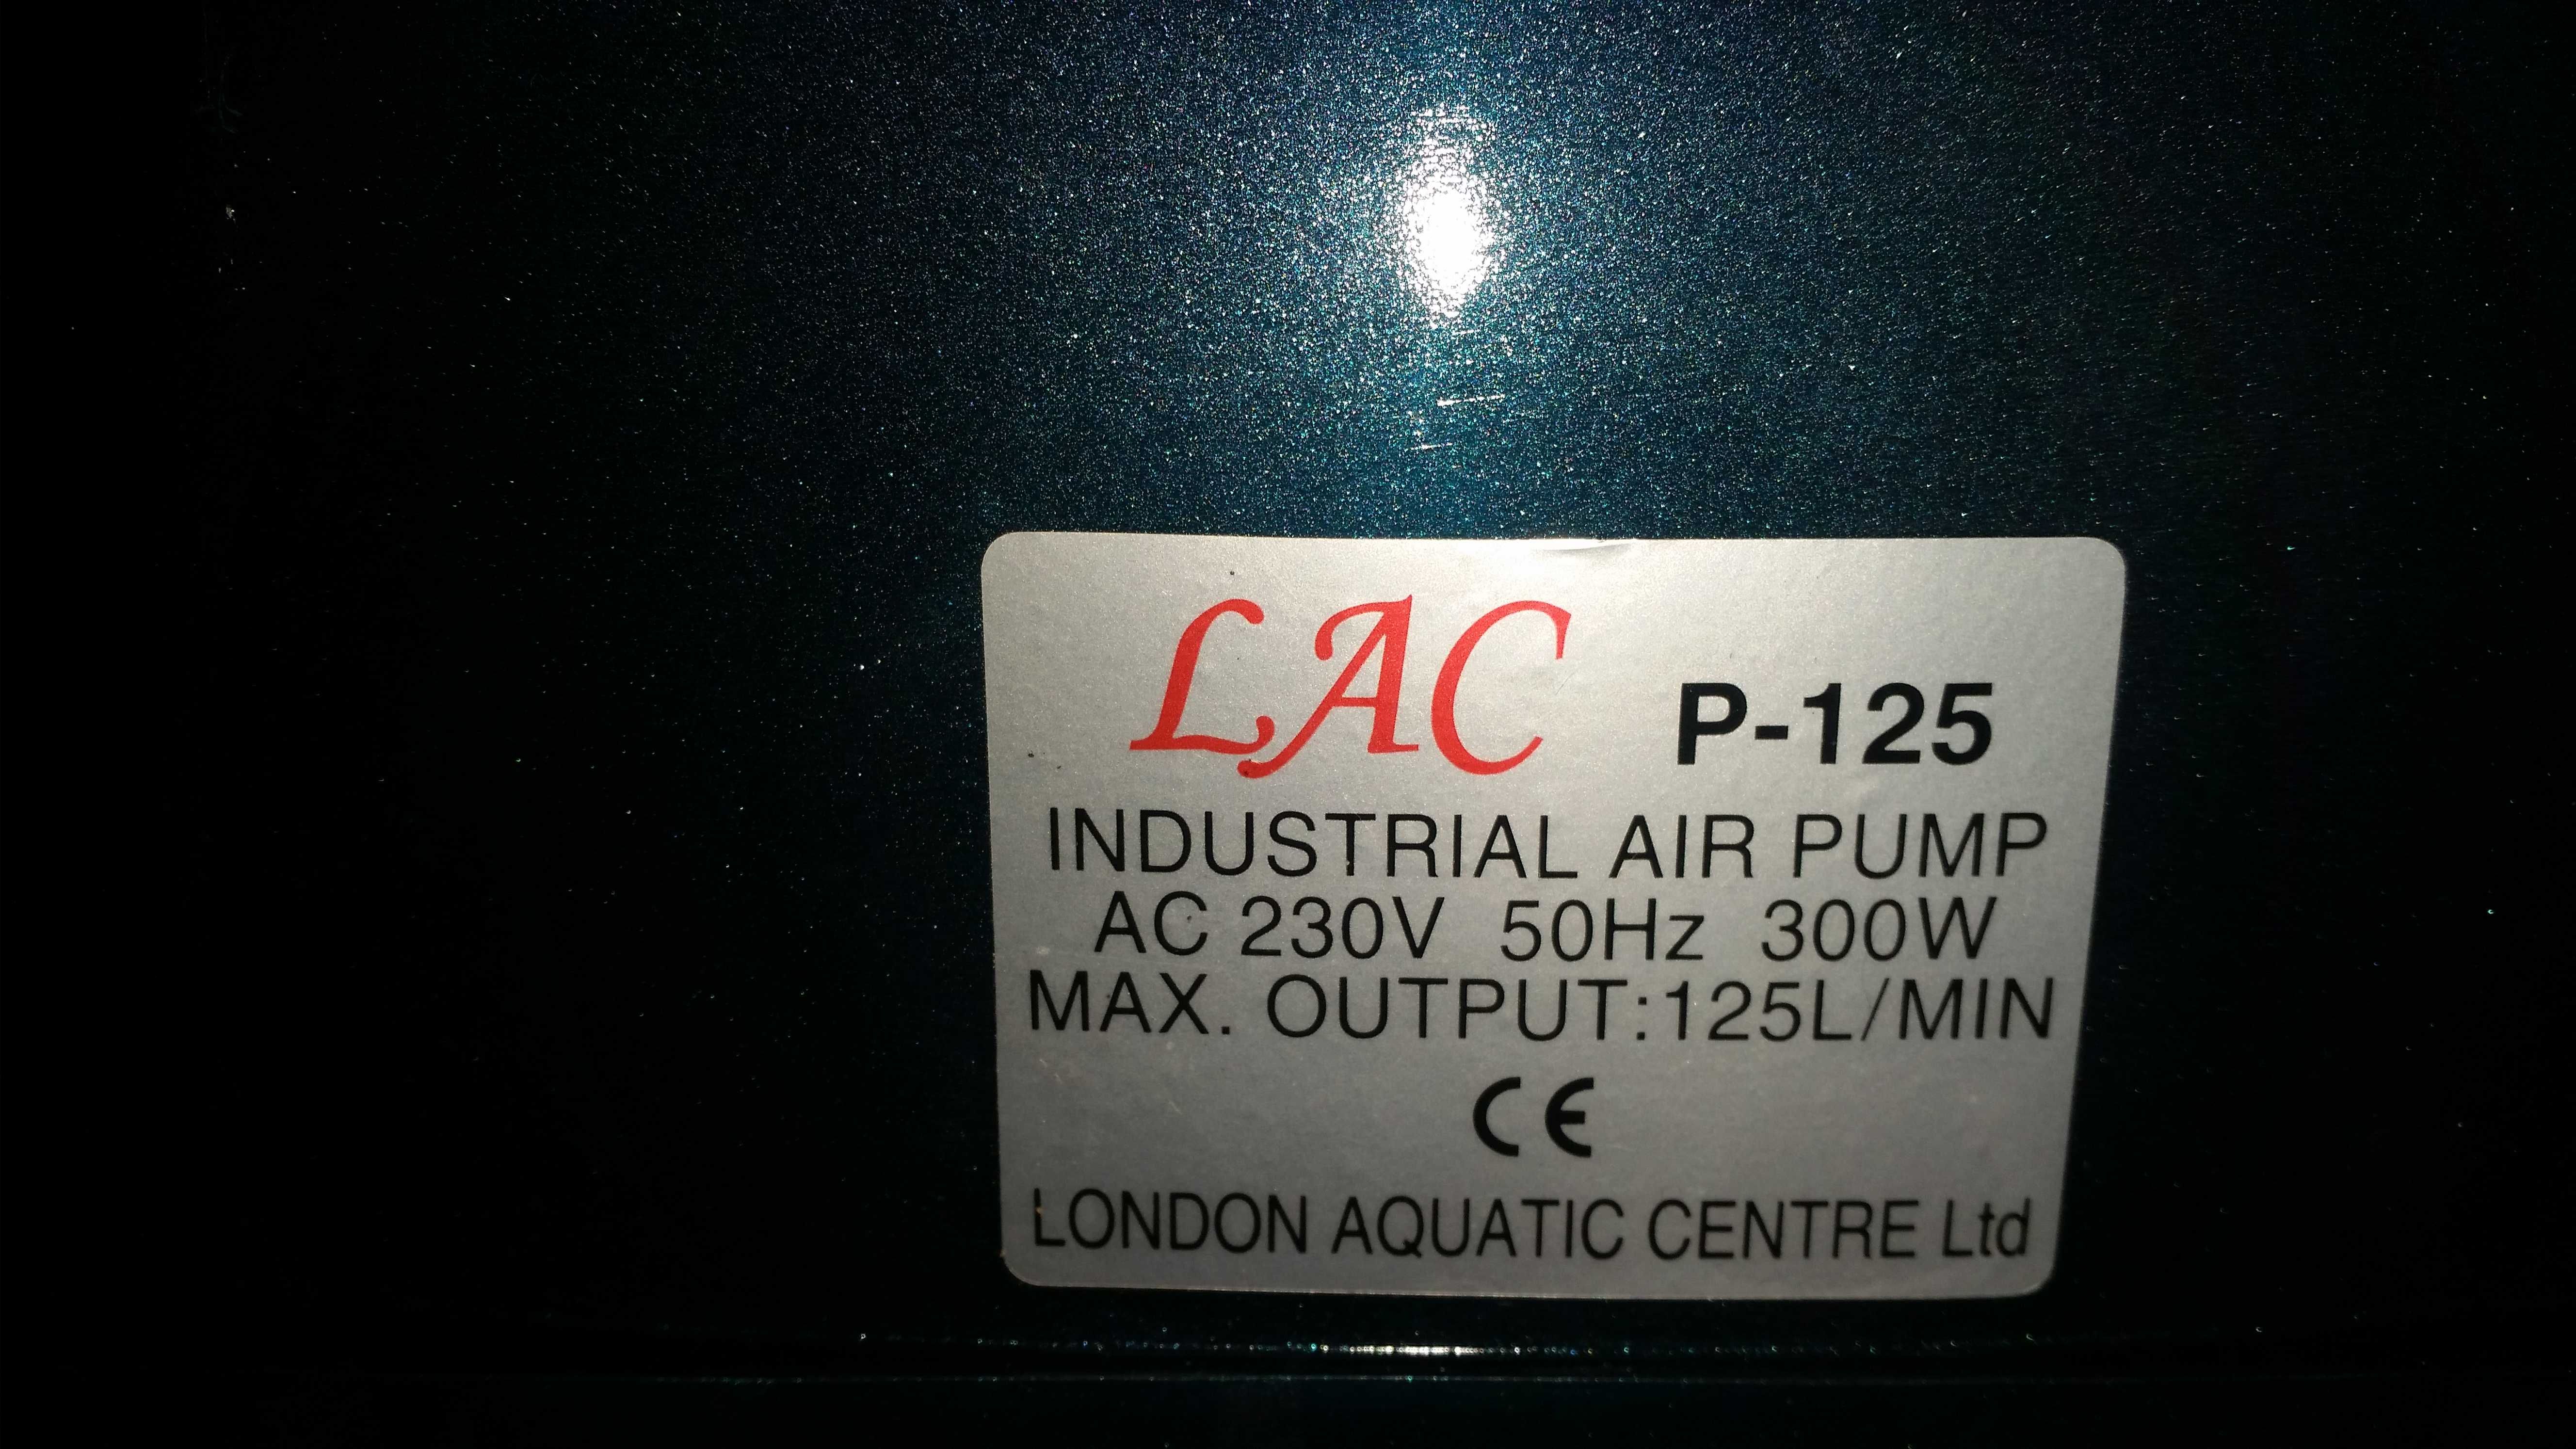 LAC P-125
INDUSTRIAL AIR PUMP
AC 230V 50Hz 300W
MAX. OUTPUT:125L/MIN
CE
LONDON AQUATIC CENTRE Ltd